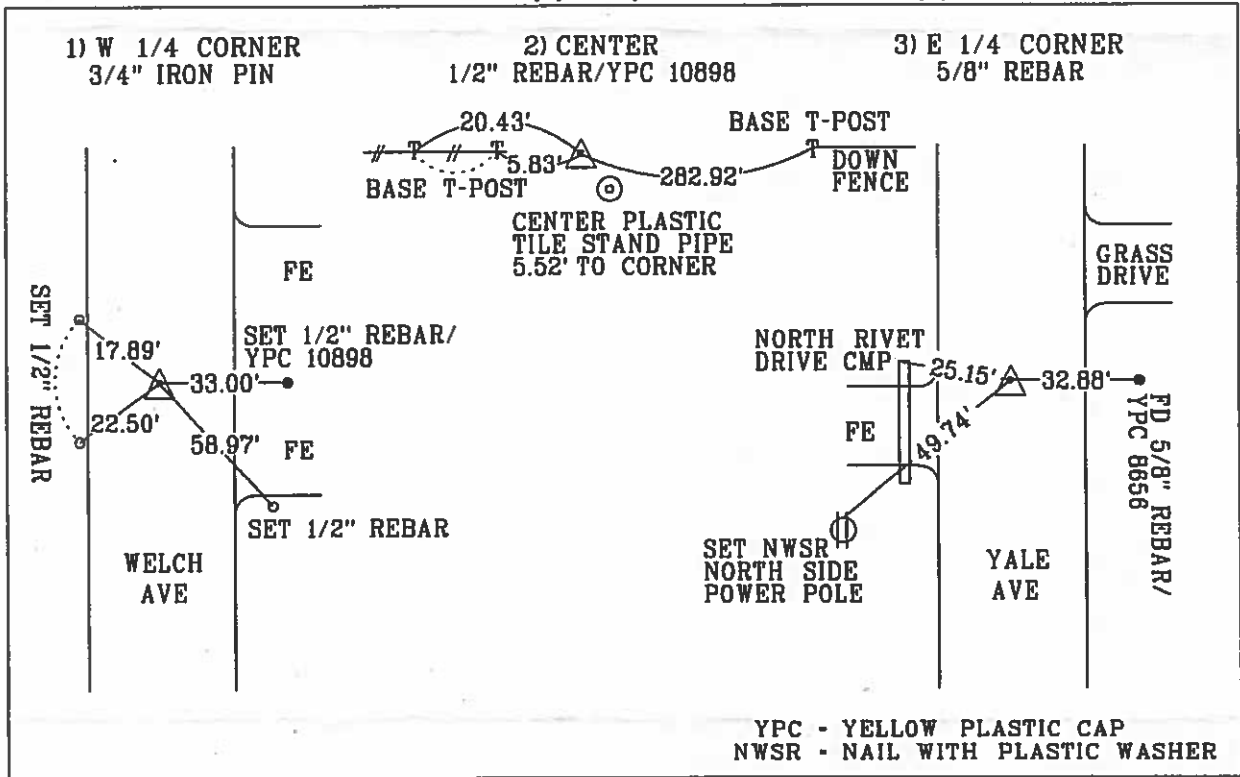 1) W 1/4 CORNER
3/4" IRON PIN
SET 1/2" REBAR
17.89'
22.50'
33.00'
58.97'
FE
SET 1/2" REBAR/
YPC 10898
FE
SET 1/2" REBAR
WELCH
AVE
2) CENTER
1/2" REBAR/YPC 10898
20.43'
T
T
5.83'
BASE T-POST
282.92'
BASE T-POST
T
DOWN
FENCE
CENTER PLASTIC
TILE STAND PIPE
5.52' TO CORNER
3) E 1/4 CORNER
5/8" REBAR
GRASS
DRIVE
NORTH RIVET
DRIVE CMP
25.15'
32.88'
49.74'
FE
FD 5/8" REBAR/
YPC 8656
SET NWSR
NORTH SIDE
POWER POLE
YALE
AVE
YPC - YELLOW PLASTIC CAP
NWSR - NAIL WITH PLASTIC WASHER